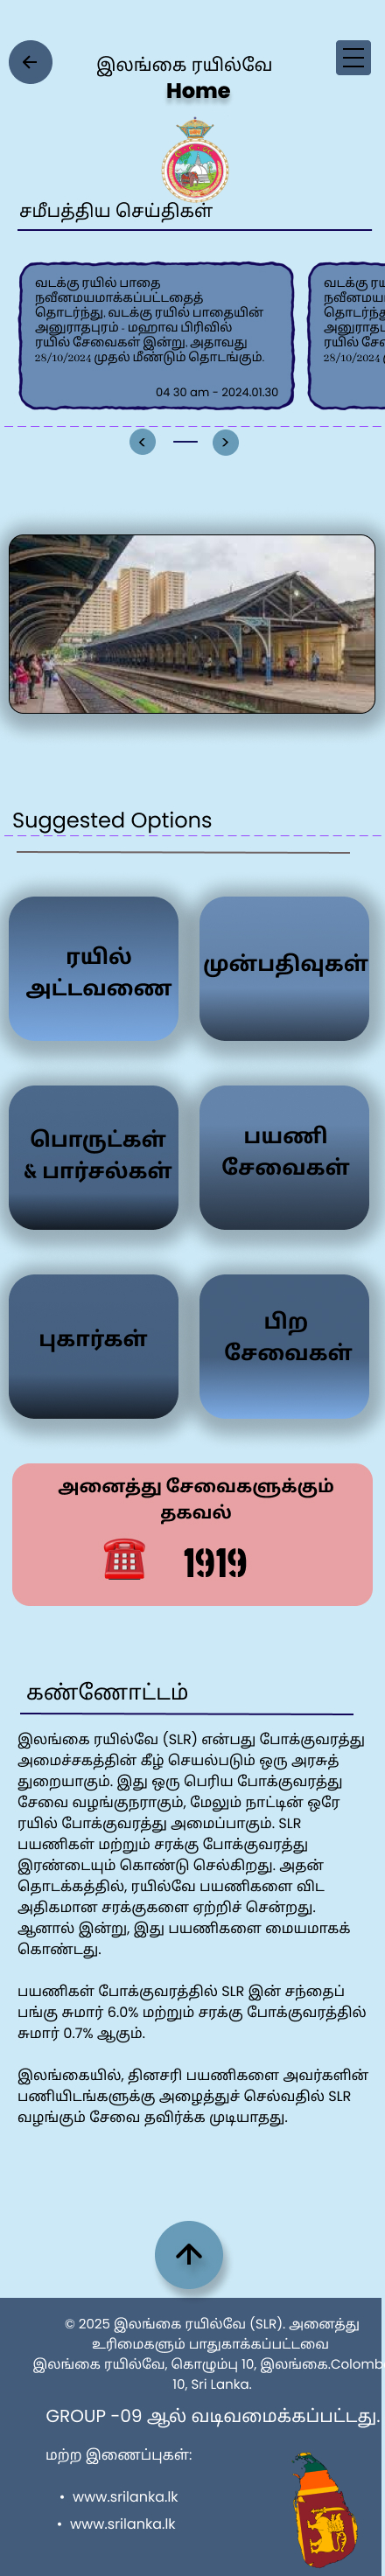 இலங்கை ரயில்வே
Home
சமீபத்திய செய்திகள்
வடக்கு ரயில் பாதை
நவீனமயமாக்கப்பட்டதைத்
தொடர்ந்து, வடக்கு ரயில் பாதையின்
அனுராதபுரம் - மஹாவ பிரிவில்
ரயில் சேவைகள் இன்று, அதாவது
28/10/2024 முதல் மீண்டும் தொடங்கும்.
04 30 am - 2024.01.30
வடக்கு
தொடர்ந்து
ரயில்
28/10/2024
Suggested Options
ரயில்
அட்டவணை
முன்பதிவுகள்
பொருட்கள்
& பார்சல்கள்
பயணி
சேவைகள்
புகார்கள்
பிற
சேவைகள்
அனைத்து சேவைகளுக்கும்
தகவல்
1919
கண்ணோட்டம்
இலங்கை ரயில்வே (SLR) என்பது போக்குவரத்து
அமைச்சகத்தின் கீழ் செயல்படும் ஒரு அரசுத்
துறையாகும். இது ஒரு பெரிய போக்குவரத்து
சேவை வழங்குநராகும், மேலும் நாட்டின் ஒரே
ரயில் போக்குவரத்து அமைப்பாகும். SLR
பயணிகள் மற்றும் சரக்கு போக்குவரத்து
இரண்டையும் கொண்டு செல்கிறது. அதன்
தொடக்கத்தில், ரயில்வே பயணிகளை விட
அதிகமான சரக்குகளை ஏற்றிச் சென்றது.
ஆனால் இன்று, இது பயணிகளை மையமாகக்
கொண்டது.
பயணிகள் போக்குவரத்தில் SLR இன் சந்தைப்
பங்கு சுமார் 6.0% மற்றும் சரக்கு போக்குவரத்தில்
சுமார் 0.7% ஆகும்.
இலங்கையில், தினசரி பயணிகளை அவர்களின்
பணியிடங்களுக்கு அழைத்துச் செல்வதில் SLR
வழங்கும் சேவை தவிர்க்க முடியாதது.
© 2025 இலங்கை ரயில்வே (SLR). அனைத்து
உரிமைகளும் பாதுகாக்கப்பட்டவை
இலங்கை ரயில்வே, கொழும்பு 10, இலங்கை.Colomb
10, Sri Lanka.
GROUP -09 ஆல் வடிவமைக்கப்பட்டது.
மற்ற இணைப்புகள்:
• www.srilanka.lk
• www.srilanka.lk